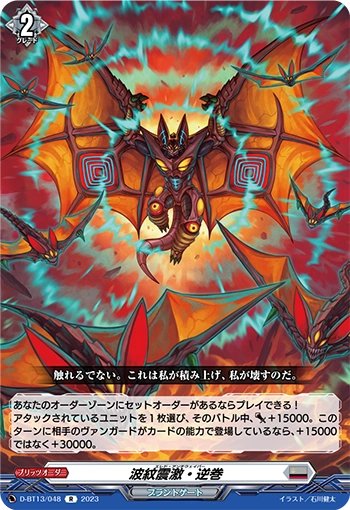 2
グレード
触れるでない。これは私が積み上げ、私が壊すのだ。
あなたのオーダーゾーンにセットオーダーがあるならプレイできる!
アタックされているユニットを1枚選び、そのバトル中、+15000。この
ターンに相手のヴァンガードがカードの能力で登場しているなら、+15000
ではなく+30000。
ブリッツオーダー
波紋震激・逆巻
ブラントゲート
D-BT13/048 R 2023
イラスト/石川健太